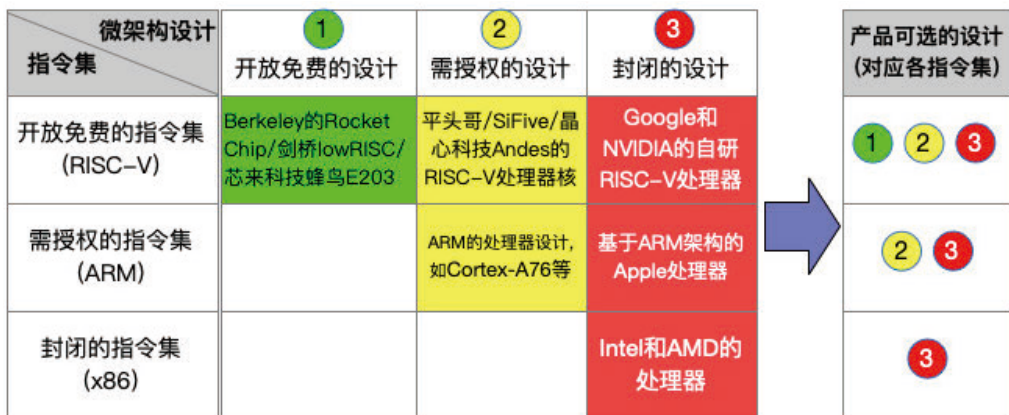 微架构设计
指令集
1
开放免费的设计
2
需授权的设计
3
封闭的设计
产品可选的设计
(对应各指令集)
开放免费的指令集
(RISC-V)
Berkeley的Rocket
Chip/剑桥lowRISC/
芯来科技蜂鸟E203
平头哥/SiFive/晶
心科技Andes的
RISC-V处理器核
Google和
NVIDIA的自研
RISC-V处理器
1 2 3
需授权的指令集
(ARM)
ARM的处理器设计,
如Cortex-A76等
基于ARM架构的
Apple处理器
2 3
封闭的指令集
(x86)
Intel和AMD的
处理器
3